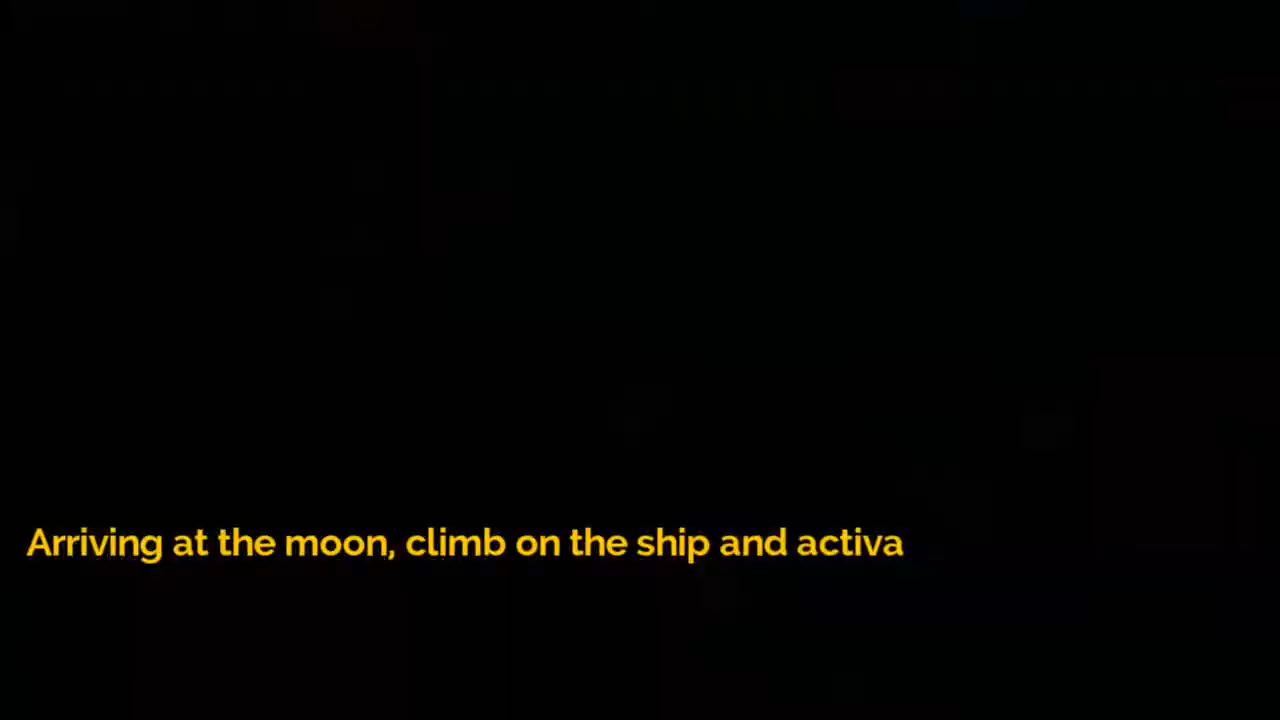 Arriving at the moon, climb on the ship and activa